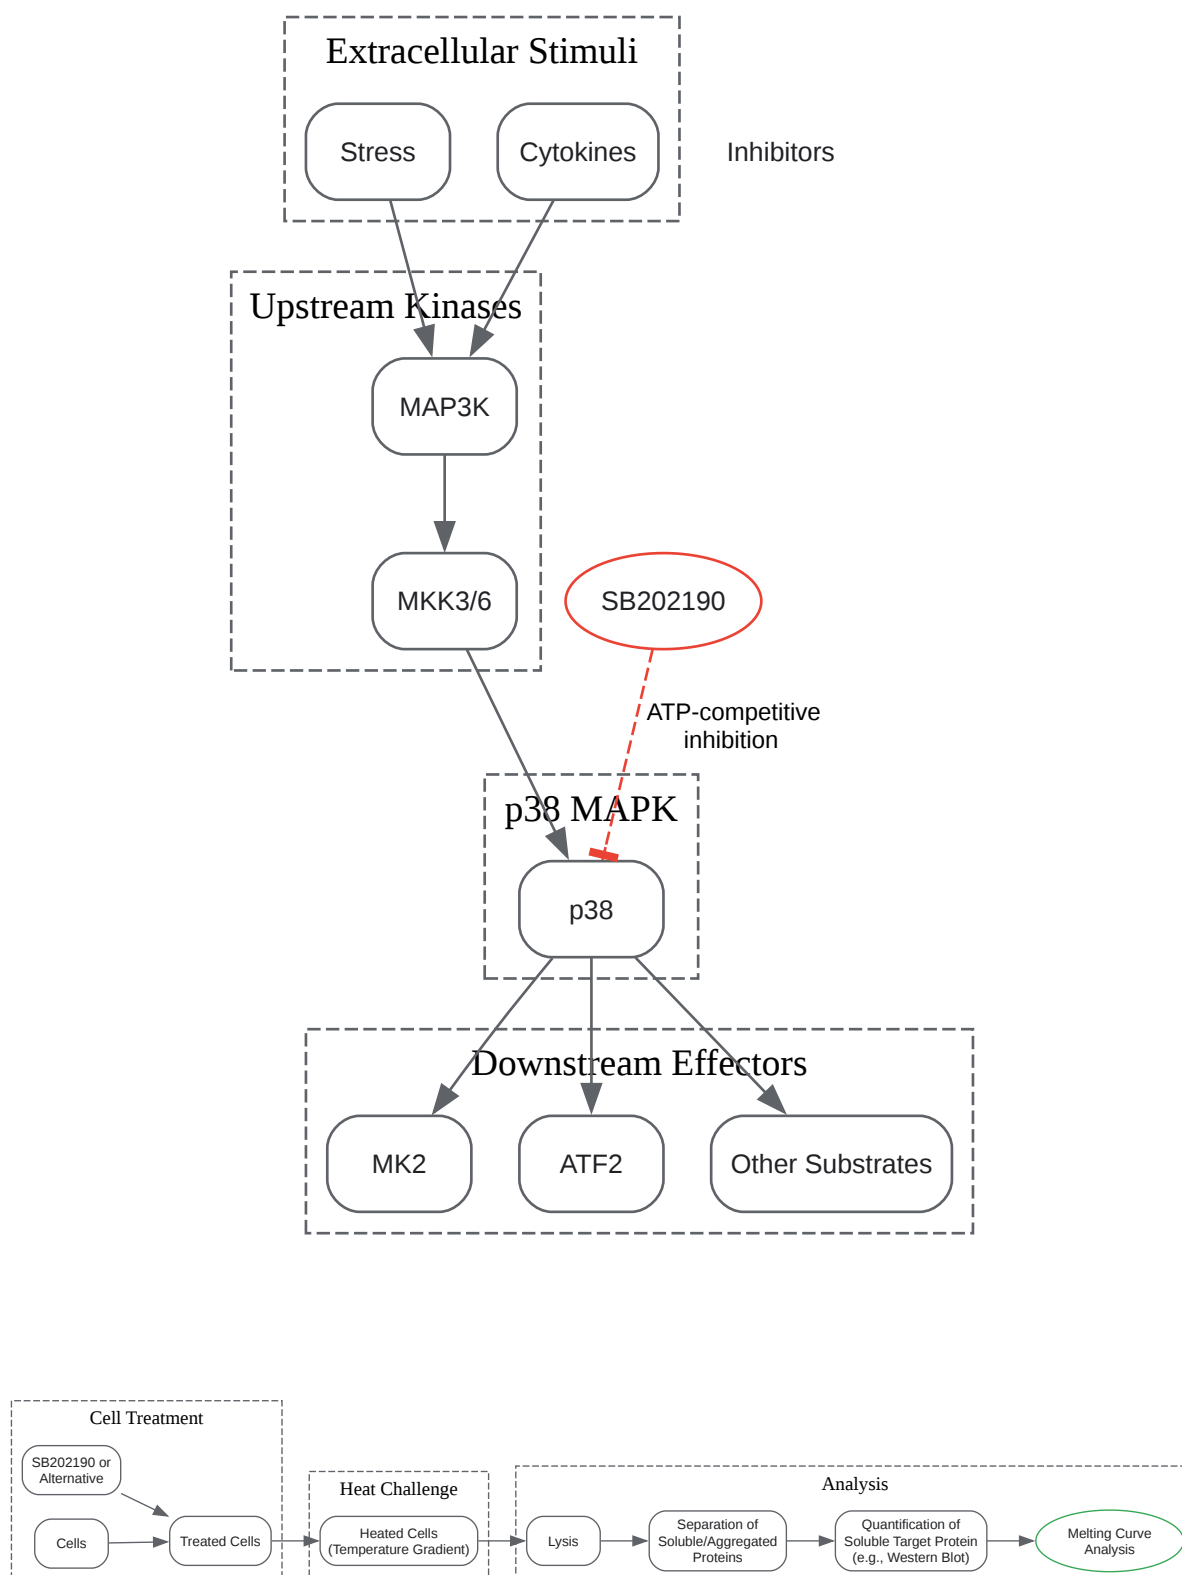 Extracellular Stimuli
Stress
Cytokines
Inhibitors
Upstream Kinases
MAP3K
MKK3/6
SB202190
ATP-competitive
inhibition
p38 MAPK
p38
Downstream Effectors
MK2
ATF2
Other Substrates
Cell Treatment
SB202190 or
Alternative
Cells
Treated Cells
Heat Challenge
Heated Cells
(Temperature Gradient)
Analysis
Lysis
Separation of
Soluble/Aggregated
Proteins
Quantification of
Soluble Target Protein
(e.g., Western Blot)
Melting Curve
Analysis